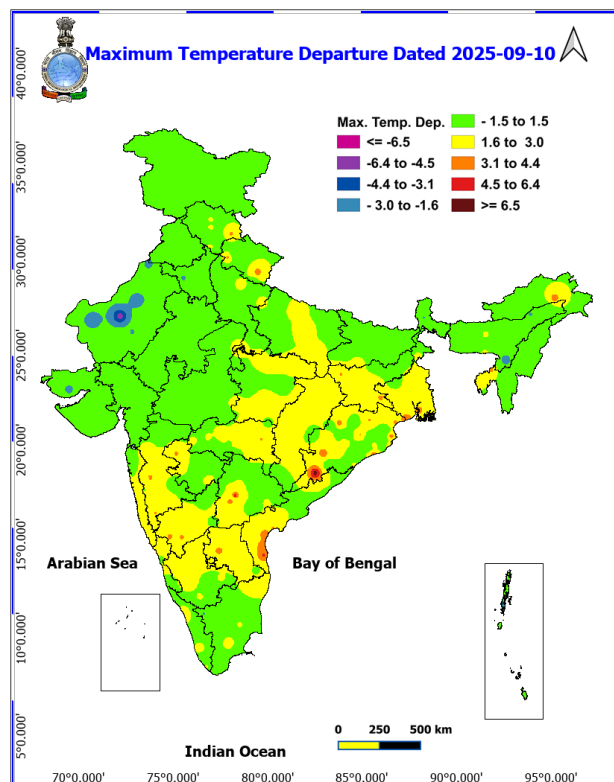 Maximum Temperature Departure Dated 2025-09-10
Max. Temp. Dep.
<= -6.5
-6.4 to -4.5
-4.4 to -3.1
- 3.0 to -1.6
- 1.5 to 1.5
1.6 to 3.0
3.1 to 4.4
4.5 to 6.4
>= 6.5
40°0.000'
35°0.000'
30°0.000'
25°0.000'
20°0.000'
15°0.000'
10°0.000'
5°0.000'
Arabian Sea
Bay of Bengal
Indian Ocean
0 250 500 km
70°0.000' 75°0.000' 80°0.000' 85°0.000' 90°0.000' 95°0.000'